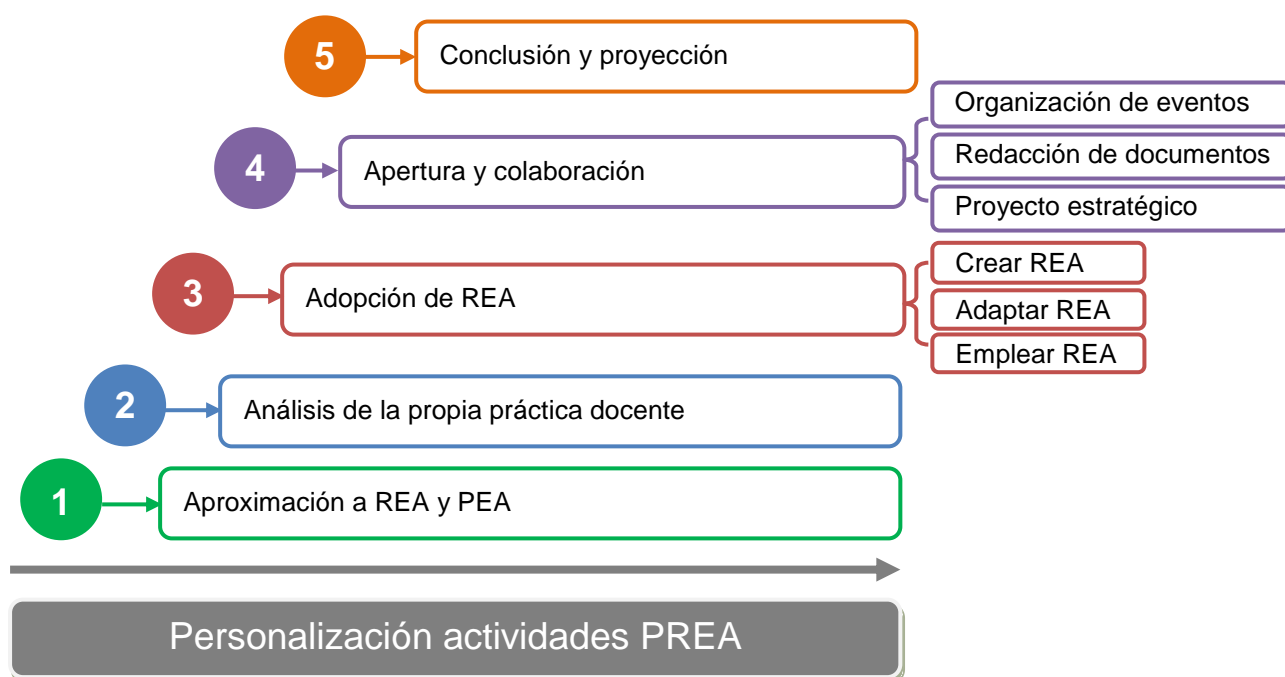 5
Conclusión y proyección
4
Apertura y colaboración
Organización de eventos
Redacción de documentos
Proyecto estratégico
3
Adopción de REA
Crear REA
Adaptar REA
Emplear REA
2
Análisis de la propia práctica docente
1
Aproximación a REA y PEA
Personalización actividades PREA